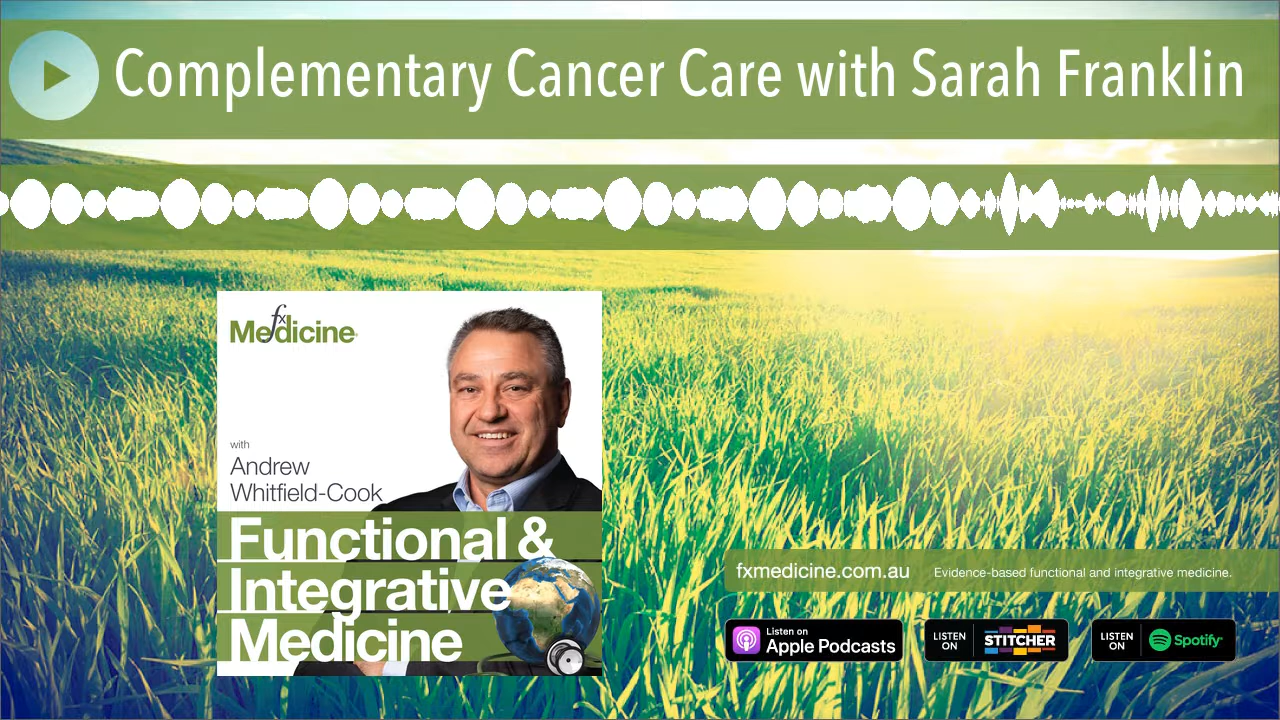 Complementary Cancer Care with Sarah Franklin
fx
Medicine
with
Andrew
Whitfield-Cook
Functional &
Integrative
Medicine
fxmedicine.com.au
Evidence-based functional and integrative medicine.
Listen on
Apple Podcasts
LISTEN
ON
STITCHER
LISTEN
ON
Spotify